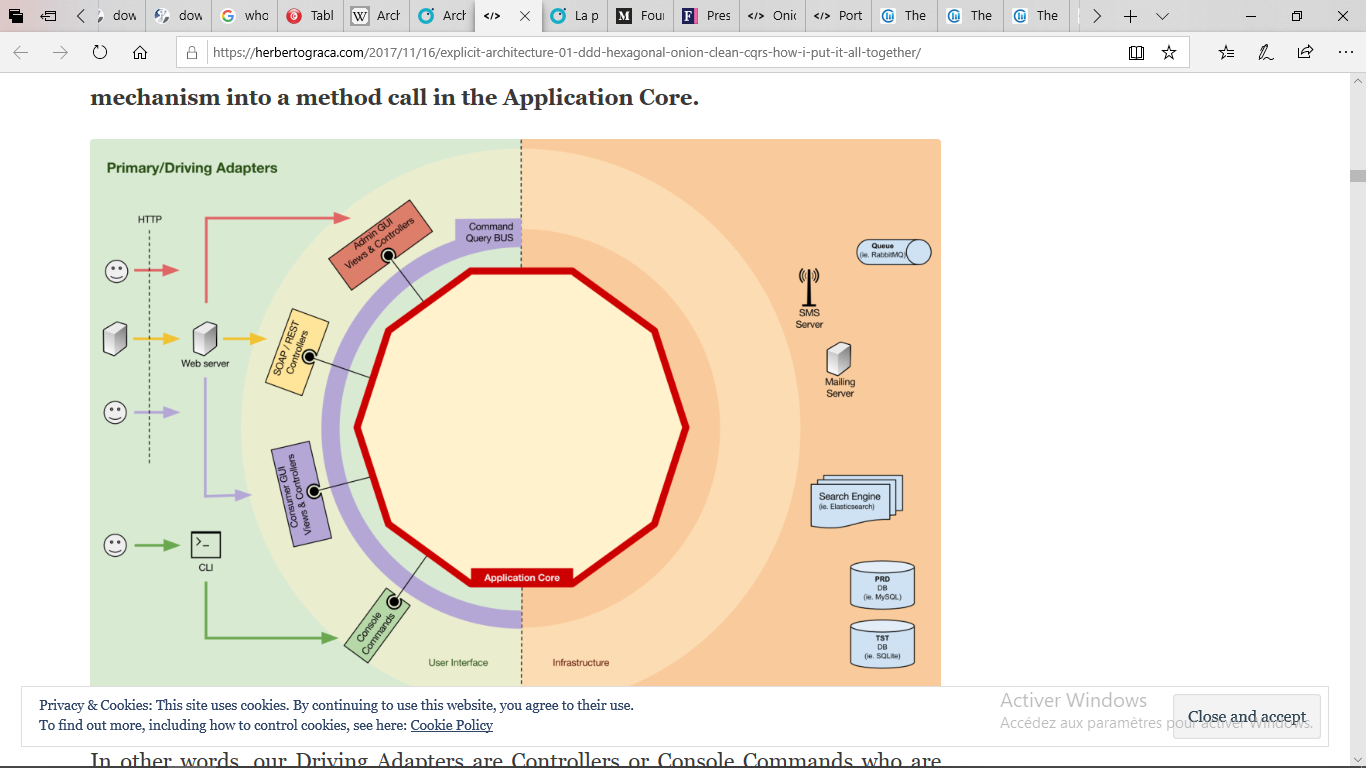 dow
dow
who
Tabl
Arch
Arch
</>
La p
Four
Pres
</> Onio
</> Port
The
The
The
https://herbertograca.com/2017/11/16/explicit-architecture-01-ddd-hexagonal-onion-clean-cqrs-how-i-put-it-all-together/
mechanism into a method call in the Application Core.
Primary/Driving Adapters
HTTP
Admin GUI
Views & Controllers
Command
Query BUS
Queue
(ie. RabbitMQ)
SMS
Server
SOAP / REST
Controllers
Web server
Mailing
Server
Consumer GUI
Views & Controllers
Search Engine
(ie. Elasticsearch)
>_
CLI
Application Core
PRD
DB
(ie. MySQL)
Console
Commands
TST
DB
(ie. SQLite)
User Interface
Infrastructure
Privacy & Cookies: This site uses cookies. By continuing to use this website, you agree to their use.
To find out more, including how to control cookies, see here: Cookie Policy
Close and accept
Activer Windows
Accédez aux paramètres pour activer Windows.
In other words, our Driving Adapters are Controllers or Console Commands who are